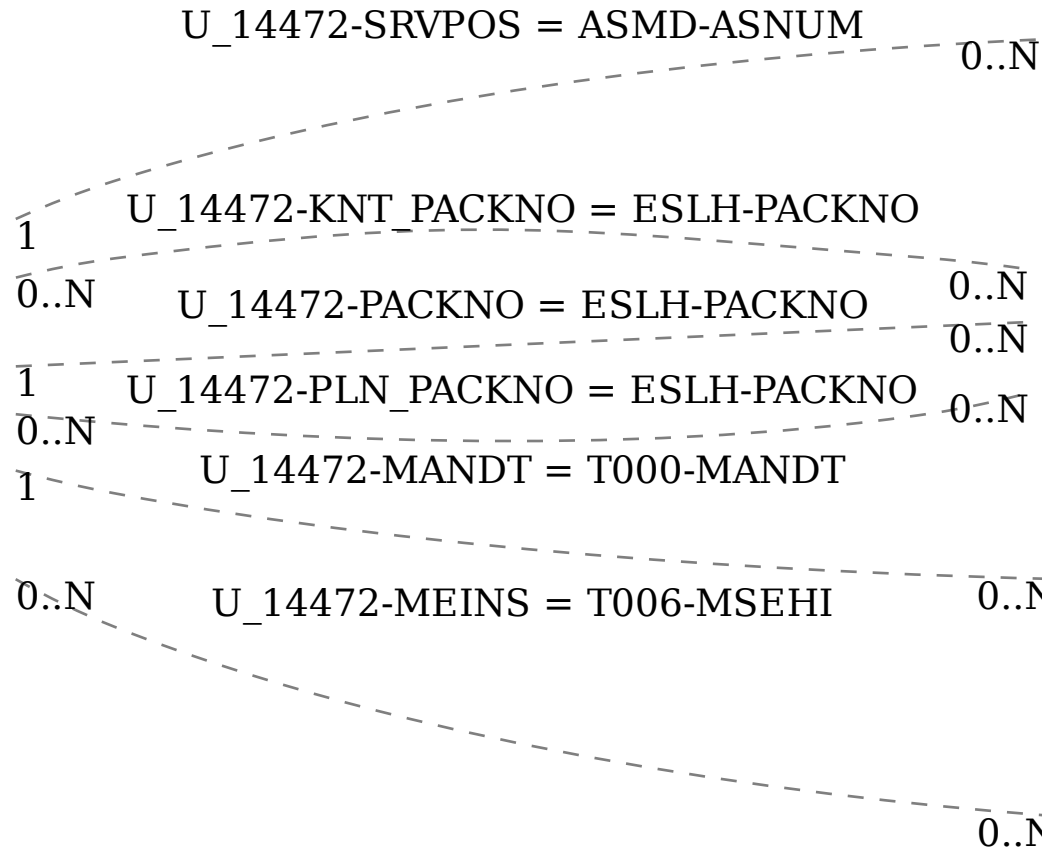 U_14472-SRVPOS = ASMD-ASNUM
0..N
U_14472-KNT_PACKNO = ESLH-PACKNO
1
0..N
0..N
U_14472-PACKNO = ESLH-PACKNO
0..N
1
U_14472-PLN_PACKNO = ESLH-PACKNO
0..N
0..N
U_14472-MANDT = T000-MANDT
1
0..N
U_14472-MEINS = T006-MSEHI
0..N
0..N